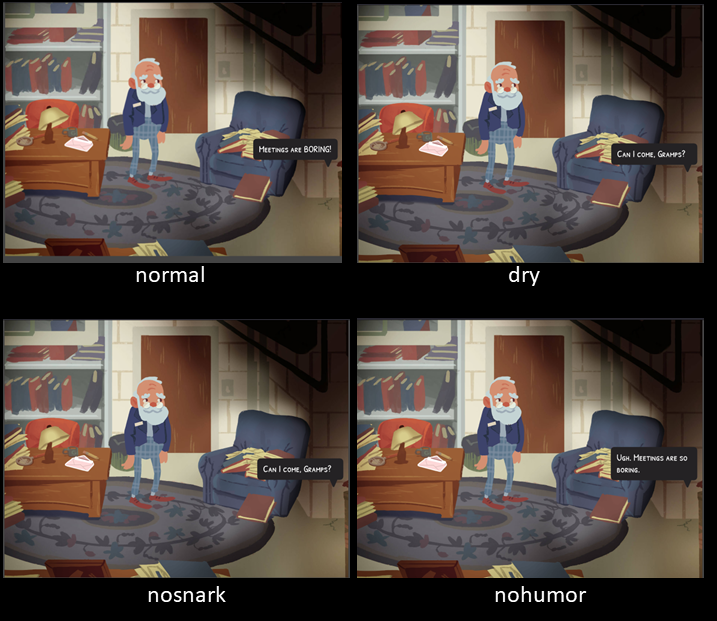 Meetings are BORING!
Can I come, Gramps?
normal
dry
Can I come, Gramps?
Ugh. Meetings are so
boring.
nosnark
nohumor